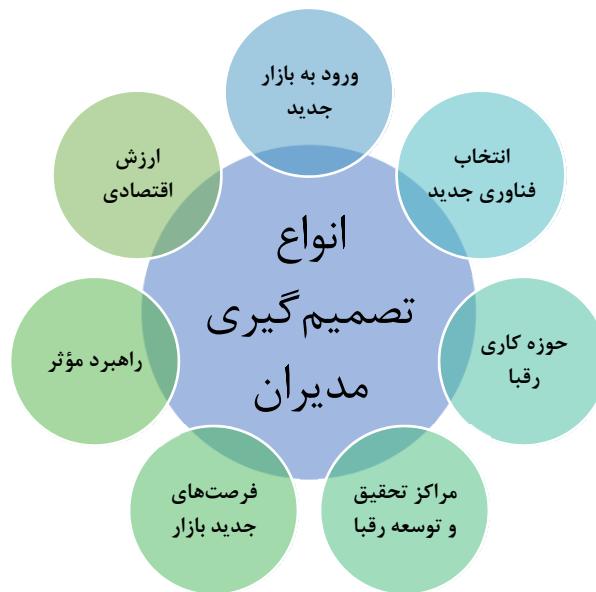 انواع
تصمیم‌گیری
مدیران
ورود به بازار
جدید
انتخاب
فناوری جدید
حوزه کاری
رقبا
مراکز تحقیق
و توسعه رقبا
فرصت‌های
جدید بازار
راهبرد مؤثر
ارزش
اقتصادی